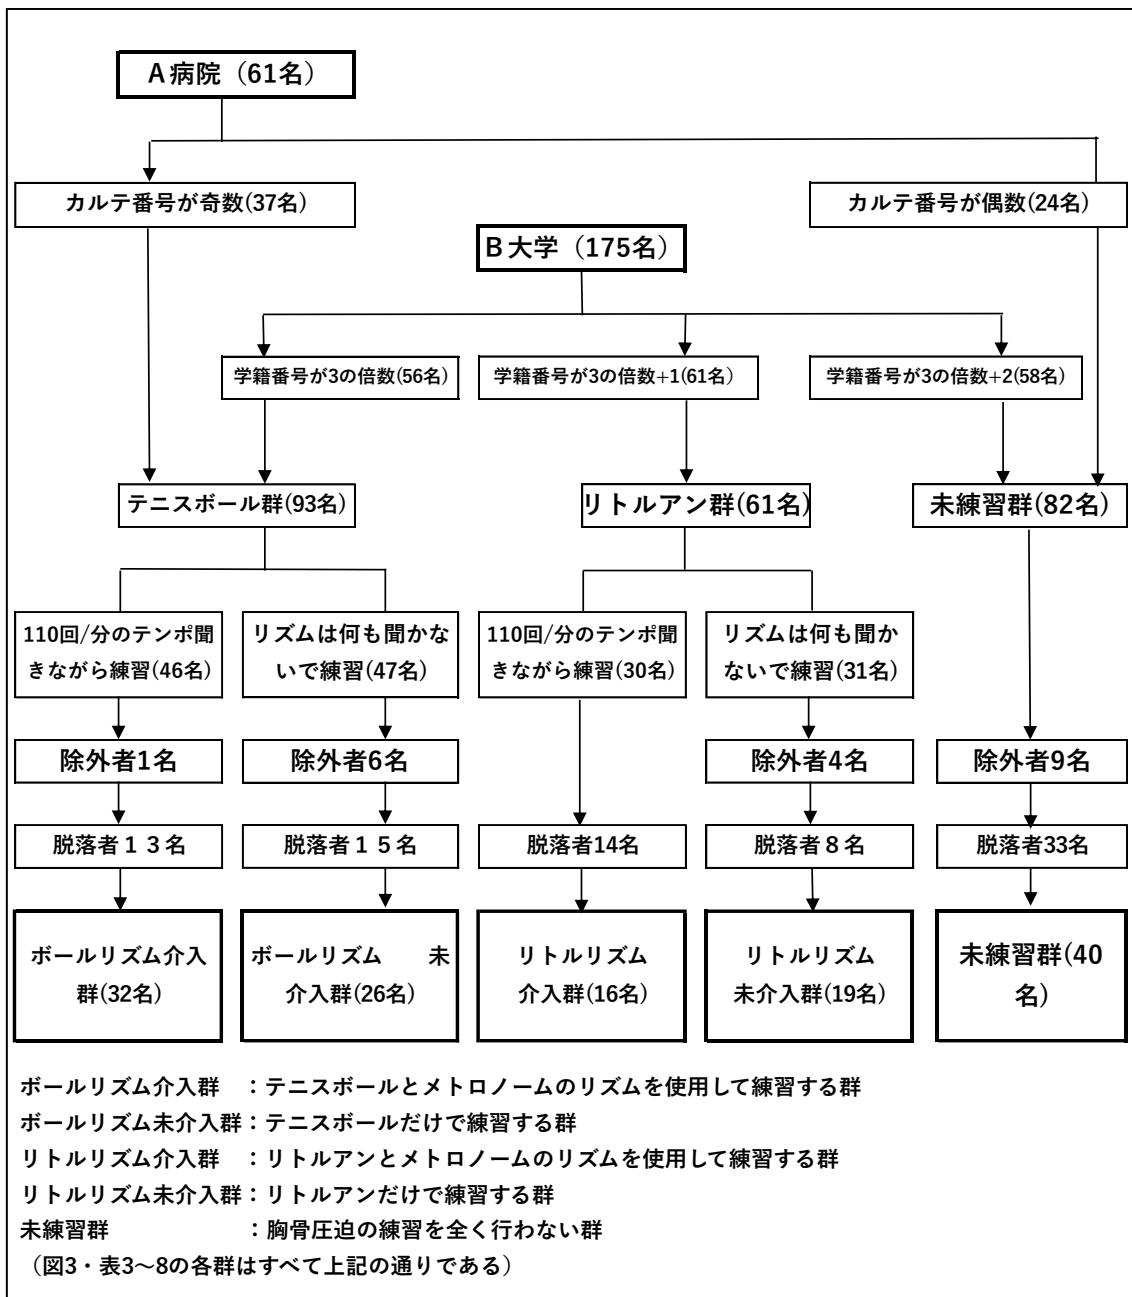 A病院（61名）
カルテ番号が奇数(37名)
カルテ番号が偶数(24名)
B大学（175名）
学籍番号が3の倍数(56名)
学籍番号が3の倍数+1(61名）
学籍番号が3の倍数+2(58名)
テニスボール群(93名)
リトルアン群(61名)
未練習群(82名)
110回/分のテンポ聞
きながら練習(46名)
リズムは何も聞かな
いで練習(47名)
110回/分のテンポ聞
きながら練習(30名)
リズムは何も聞か
ないで練習(31名)
除外者1名
除外者6名
除外者4名
除外者9名
脱落者１３名
脱落者１５名
脱落者14名
脱落者８名
脱落者33名
ボールリズム介入
群(32名)
ボールリズム　　未
介入群(26名)
リトルリズム
介入群(16名)
リトルリズム
未介入群(19名)
未練習群(40
名)
ボールリズム介入群　：テニスボールとメトロノームのリズムを使用して練習する群
ボールリズム未介入群：テニスボールだけで練習する群
リトルリズム介入群　：リトルアンとメトロノームのリズムを使用して練習する群
リトルリズム未介入群：リトルアンだけで練習する群
未練習群　　　　　　：胸骨圧迫の練習を全く行わない群
（図3・表3～8の各群はすべて上記の通りである）